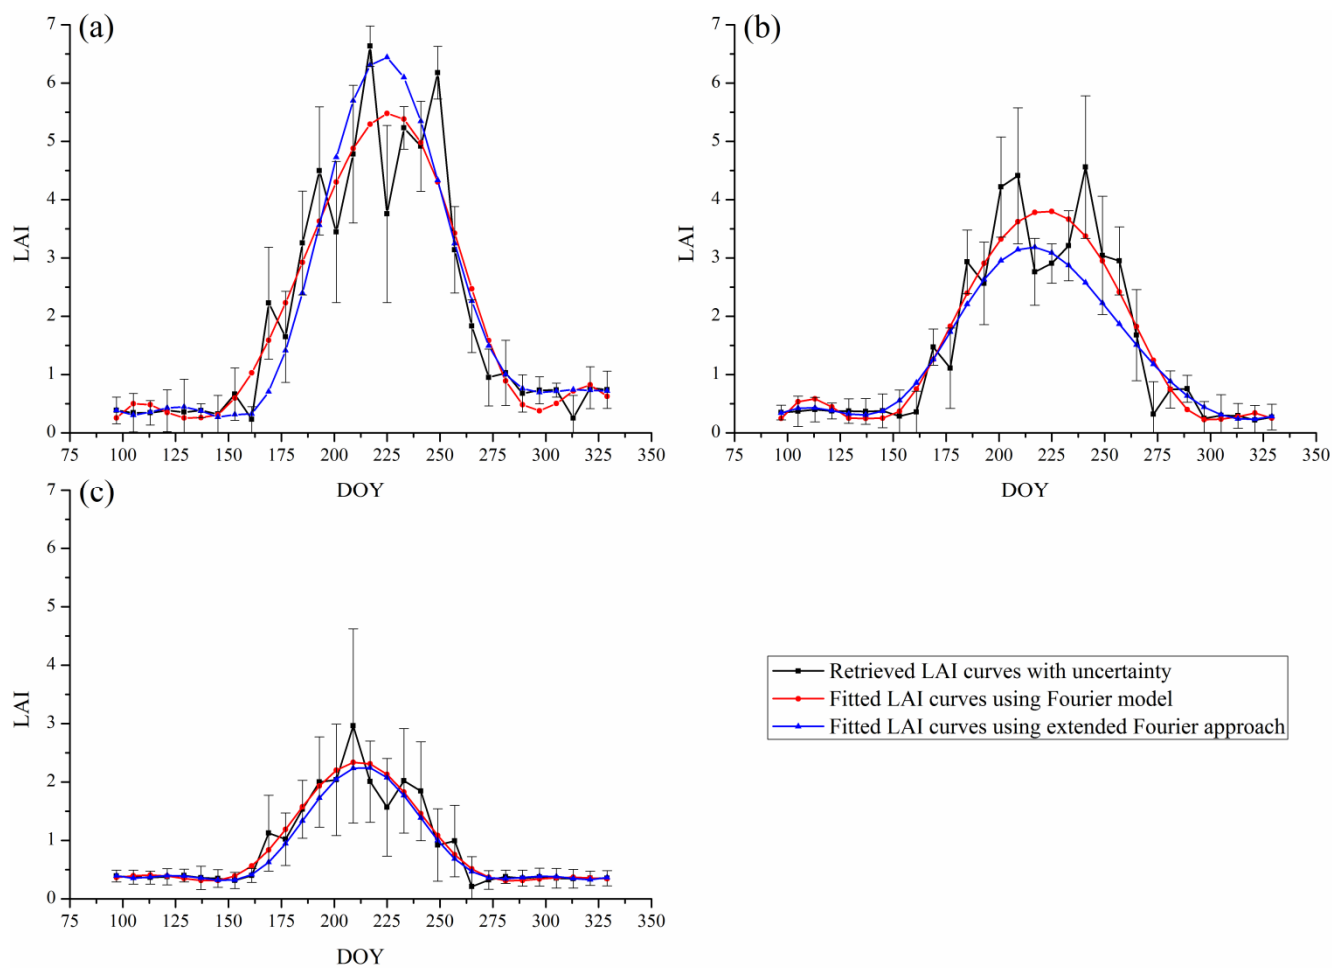 (a)
7
6
5
4
3
2
1
0
LAI
75 100 125 150 175 200 225 250 275 300 325 350
DOY
(b)
7
6
5
4
3
2
1
0
LAI
75 100 125 150 175 200 225 250 275 300 325 350
DOY
(c)
7
6
5
4
3
2
1
0
LAI
75 100 125 150 175 200 225 250 275 300 325 350
DOY
Retrieved LAI curves with uncertainty
Fitted LAI curves using Fourier model
Fitted LAI curves using extended Fourier approach